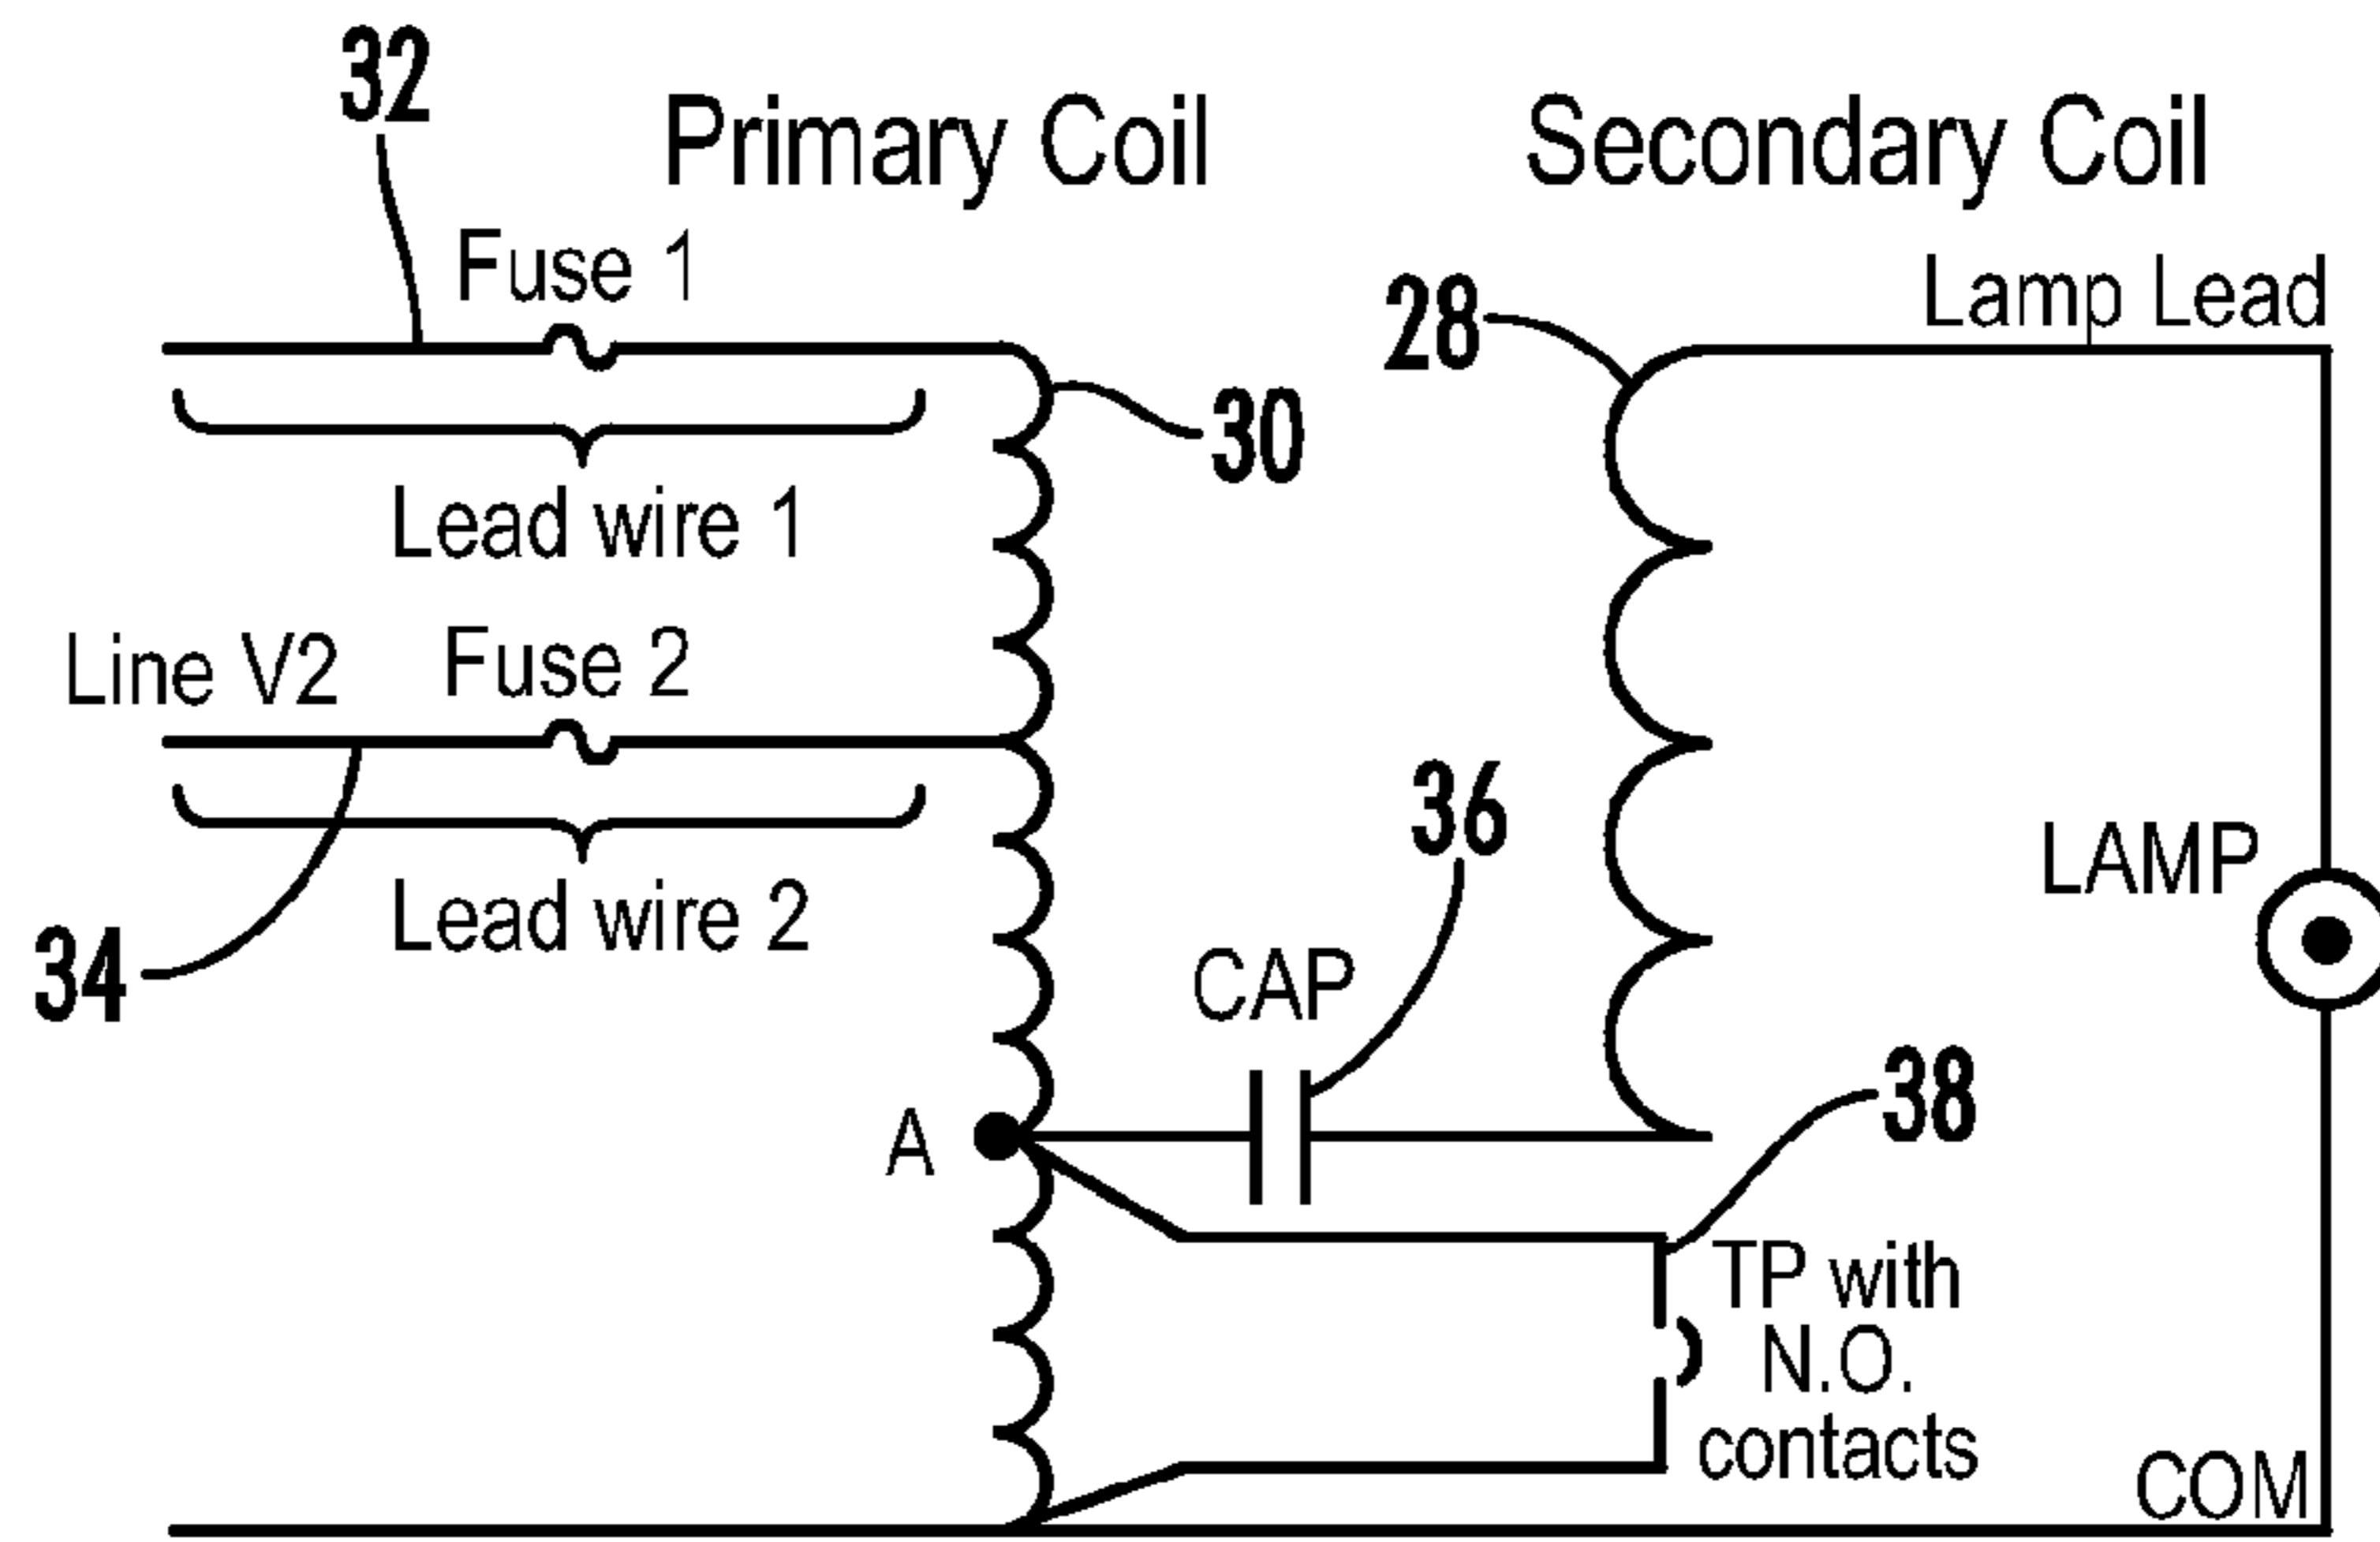 32
Primary Coil
Secondary Coil
Fuse 1
28
Lamp Lead
30
Lead wire 1
Line V2
Fuse 2
36
LAMP
Lead wire 2
34
CAP
38
A
TP with
N.O.
contacts
COM